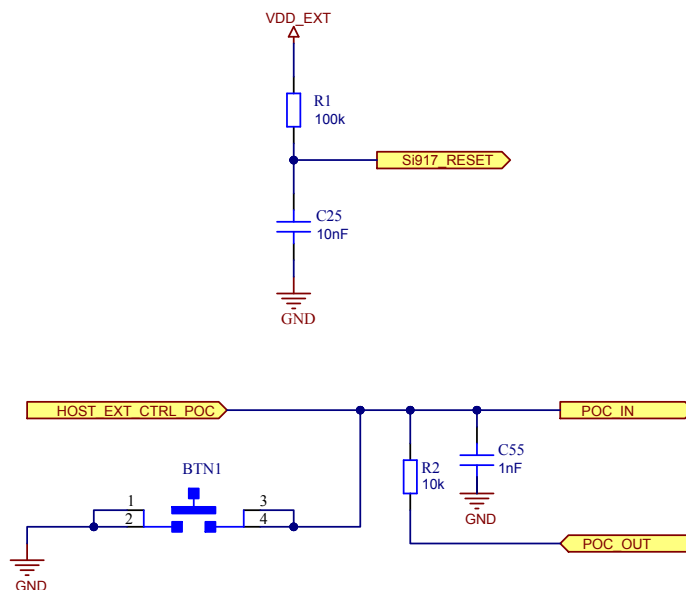 VDD_EXT
R1
100k
Si917_RESET
C25
10nF
GND
HOST_EXT_CTRL_POC
POC_IN
BTN1
1
2
3
4
R2
10k
C55
1nF
GND
POC_OUT
GND